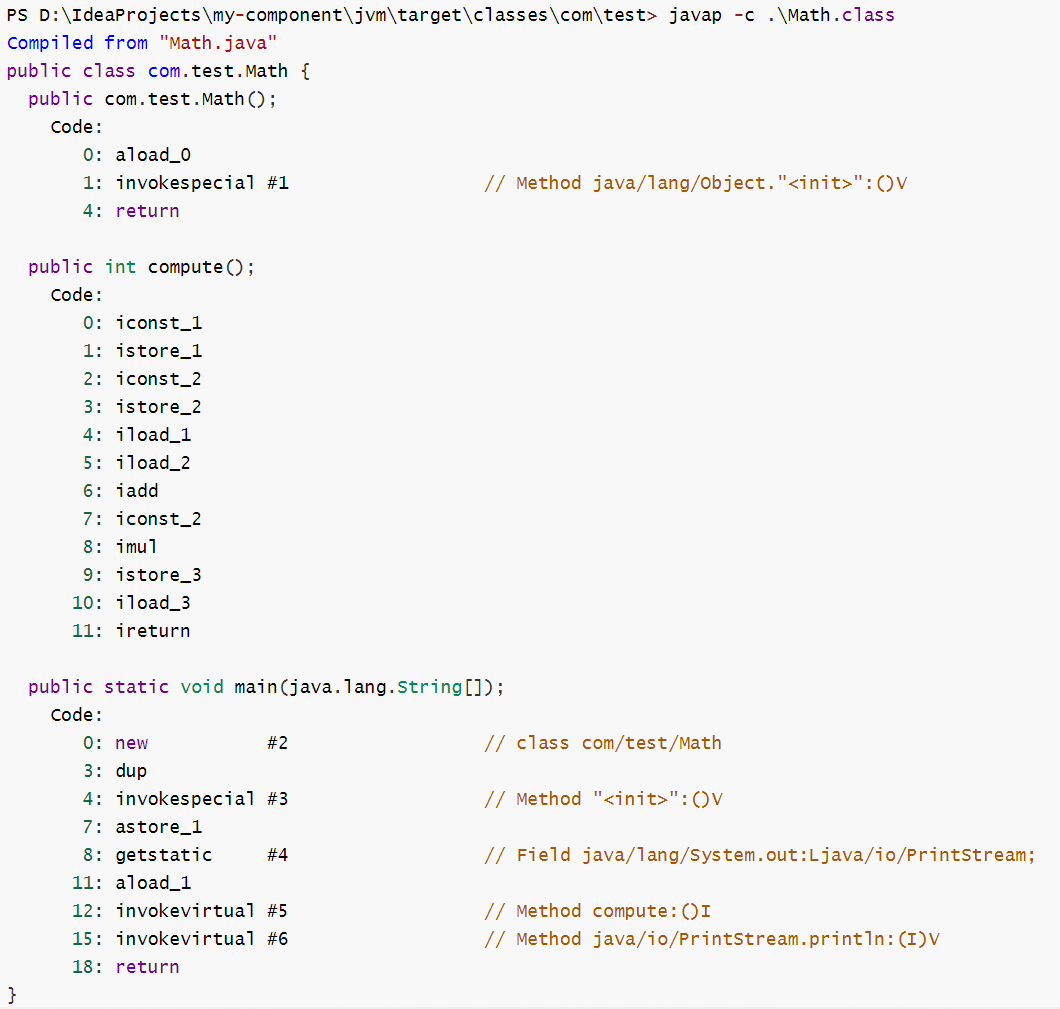 PS D:\IdeaProjects\my-component\jvm\target\classes\com\test> javap -c .\Math.class
Compiled from "Math.java"
public class com.test.Math {
  public com.test.Math();
    Code:
       0: aload_0
       1: invokespecial #1                  // Method java/lang/Object."<init>":()V
       4: return

  public int compute();
    Code:
       0: iconst_1
       1: istore_1
       2: iconst_2
       3: istore_2
       4: iload_1
       5: iload_2
       6: iadd
       7: iconst_2
       8: imul
       9: istore_3
      10: iload_3
      11: ireturn

  public static void main(java.lang.String[]);
    Code:
       0: new           #2                  // class com/test/Math
       3: dup
       4: invokespecial #3                  // Method "<init>":()V
       7: astore_1
       8: getstatic     #4                  // Field java/lang/System.out:Ljava/io/PrintStream;
      11: aload_1
      12: invokevirtual #5                  // Method compute:()I
      15: invokevirtual #6                  // Method java/io/PrintStream.println:(I)V
      18: return
}